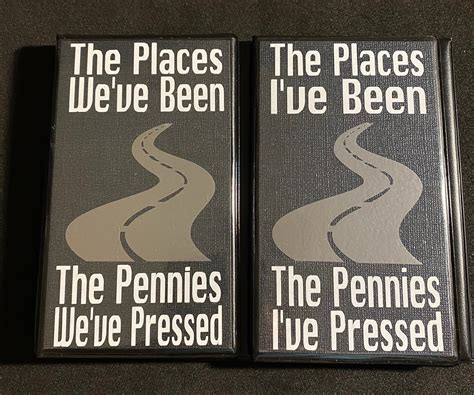 The Places
We've Been
The Pennies
We've Pressed
The Places
I've Been
The Pennies
I've Pressed